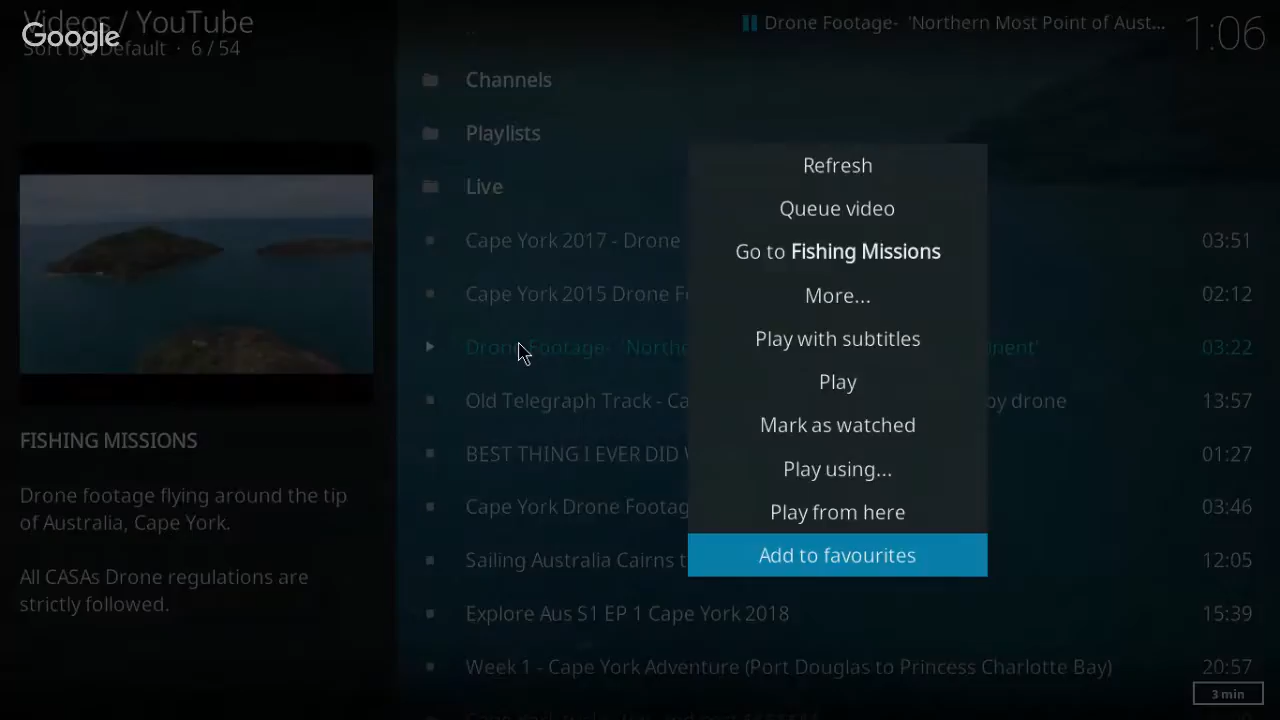 Videos / YouTube
Google
Sort by: Default · 6 / 54
Drone Footage- 'Northern Most Point of Aust...
1:06
..
Channels
Playlists
Live
Cape York 2017 - Drone
03:51
Cape York 2015 Drone
02:12
Drone Footage- 'Northe
nent'
03:22
Old Telegraph Track - Ca
by drone
13:57
BEST THING I EVER DID
01:27
Cape York Drone Footag
03:46
Sailing Australia Cairns t
12:05
Explore Aus S1 EP 1 Cape York 2018
15:39
Week 1 - Cape York Adventure (Port Douglas to Princess Charlotte Bay)
20:57
Refresh
Queue video
Go to Fishing Missions
More...
Play with subtitles
Play
Mark as watched
Play using...
Play from here
Add to favourites
FISHING MISSIONS
Drone footage flying around the tip
of Australia, Cape York.
All CASAs Drone regulations are
strictly followed.
3 min